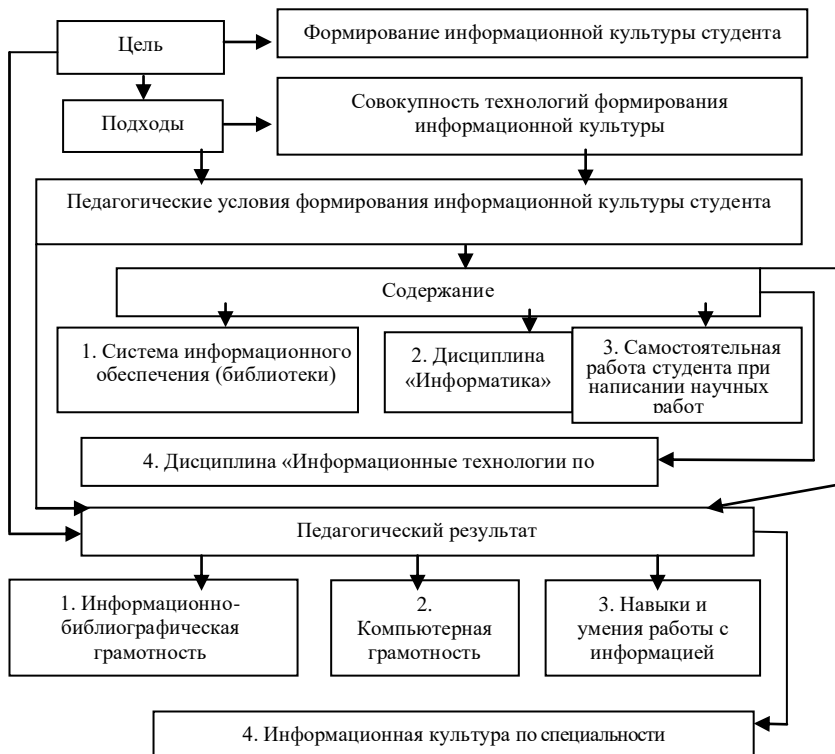 Цель
Формирование информационной культуры студента
Подходы
Совокупность технологий формирования
информационной культуры
Педагогические условия формирования информационной культуры студента
Содержание
1. Система информационного
обеспечения (библиотеки)
2. Дисциплина
«Информатика»
3. Самостоятельная
работа студента при
написании научных
работ
4. Дисциплина «Информационные технологии по
Педагогический результат
1. Информационно-
библиографическая
грамотность
2.
Компьютерная
грамотность
3. Навыки и
умения работы с
информацией
4. Информационная культура по специальности